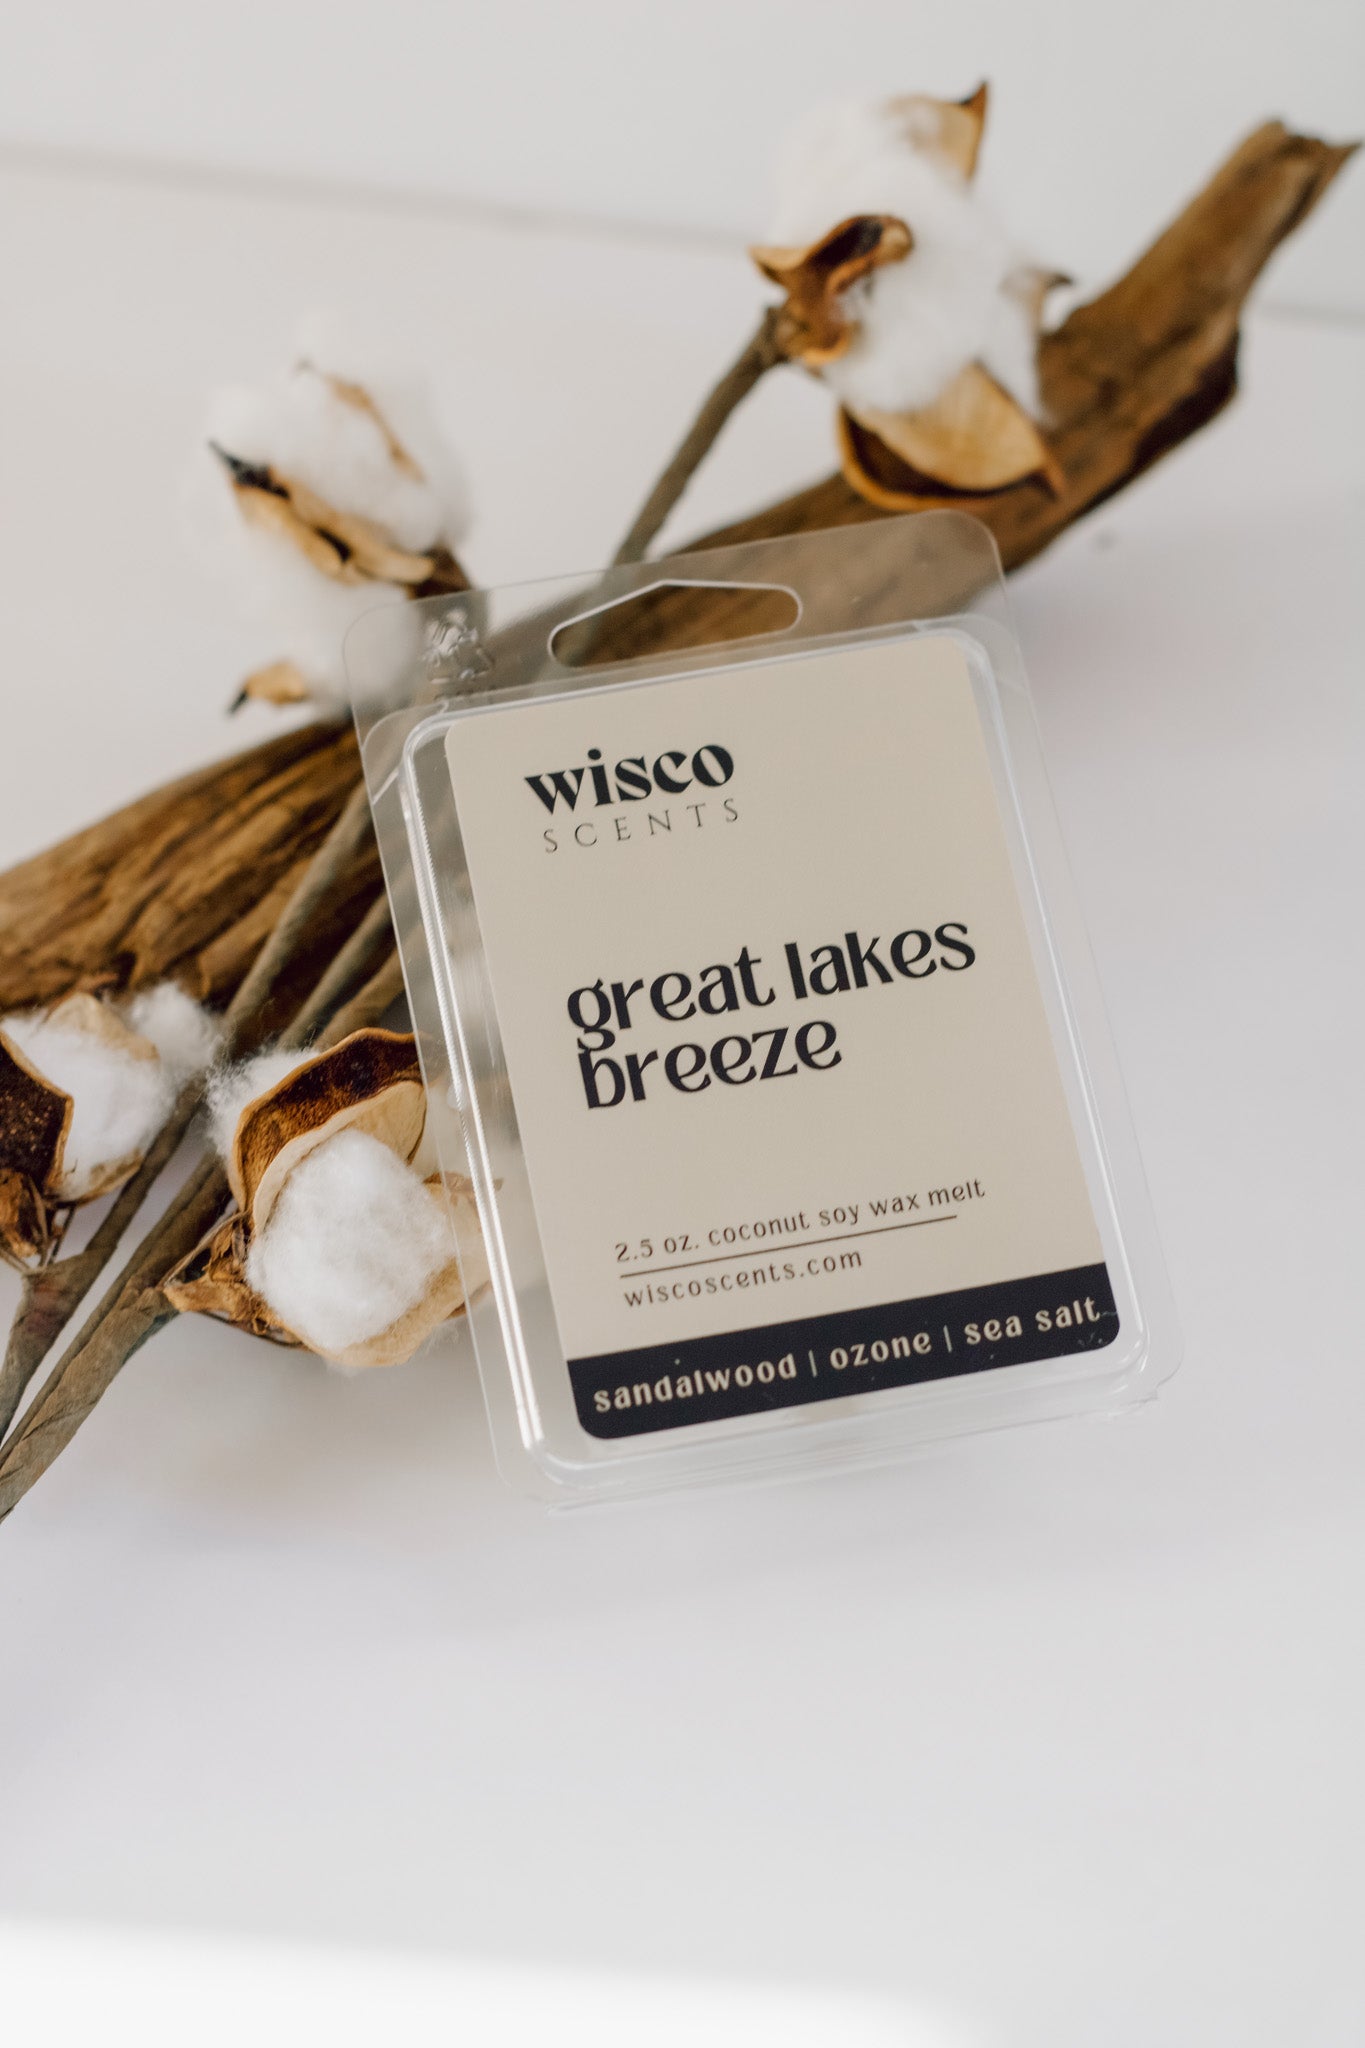 wisco
SCENTS
great lakes
breeze
2.5 oz. coconut soy wax melt
wiscoscents.com
sandalwood | ozone | sea salt